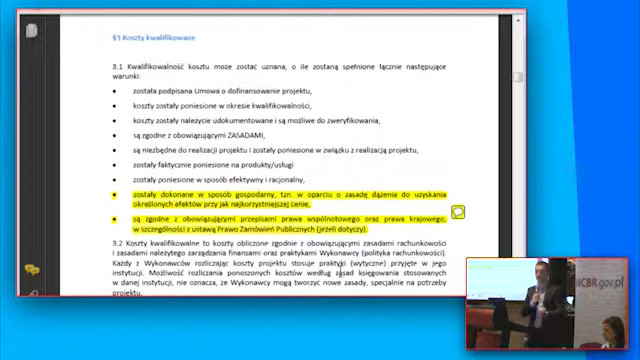 §3 Koszty kwalifikowane
3.1 Kwalifikowalność kosztu może zostać uznana, o ile zostaną spełnione łącznie następujące
warunki:
• została podpisana Umowa o dofinansowanie projektu,
• koszty zostały poniesione w okresie kwalifikowalności,
• koszty zostały należycie udokumentowane i są możliwe do zweryfikowania,
• są zgodne z obowiązującymi ZASADAMI,
• są niezbędne do realizacji projektu i zostały poniesione w związku z realizacją projektu,
• zostały faktycznie poniesione na produkty/usługi
• zostały poniesione w sposób efektywny i racjonalny,
• zostały dokonane w sposób gospodarny, tzn. w oparciu o zasadę dążenia do uzyskania
określonych efektów przy jak najkorzystniejszej cenie,
• są zgodne z obowiązującymi przepisami prawa wspólnotowego oraz prawa krajowego,
w szczególności z ustawą Prawo Zamówień Publicznych (jeżeli dotyczy).
3.2 Koszty kwalifikowalne to koszty obliczone zgodnie z obowiązującymi zasadami rachunkowości
i zasadami wewnętrznego zarządzania finansami oraz praktykami Wykonawcy (polityka rachunkowości).
Każdy z Wykonawców rozliczając koszty projektu stosuje praktyki (wytyczne) przyjęte w jego
instytucji. Możliwość rozliczania ponoszonych kosztów według zasad księgowania stosowanych
w danej instytucji, nie oznacza, że Wykonawcy mogą tworzyć nowe zasady, specjalnie na potrzeby
projektu.
NCBR.gov.pl